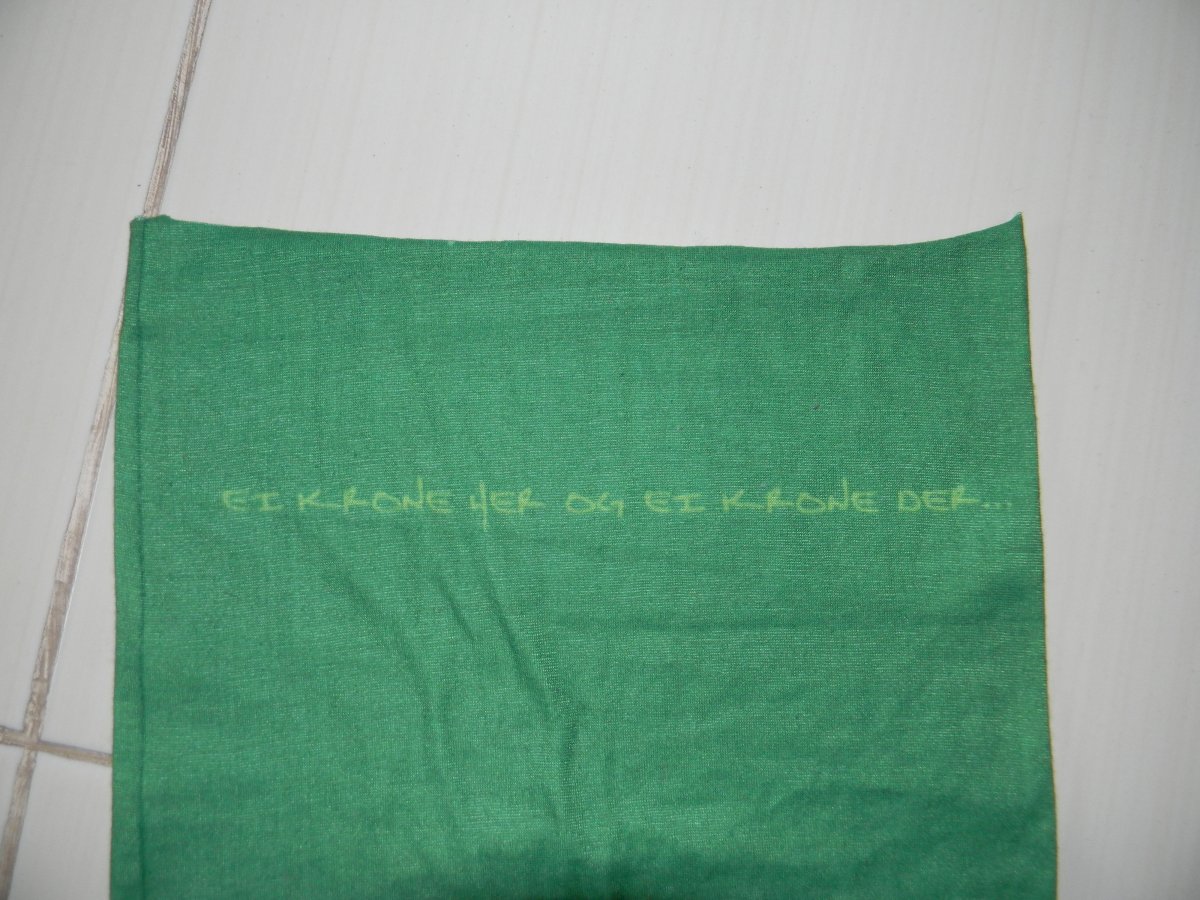 EI KRONE HER OG EI KRONE DER...